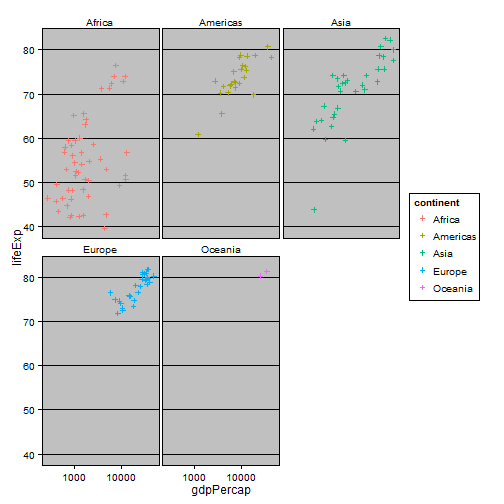 Africa Americas Asia
80
70
60
50
40
lifeExp
continent
Africa
Americas
Asia
Europe
Oceania
Europe Oceania
80
70
60
50
40
1000 10000 1000 10000
gdpPercap